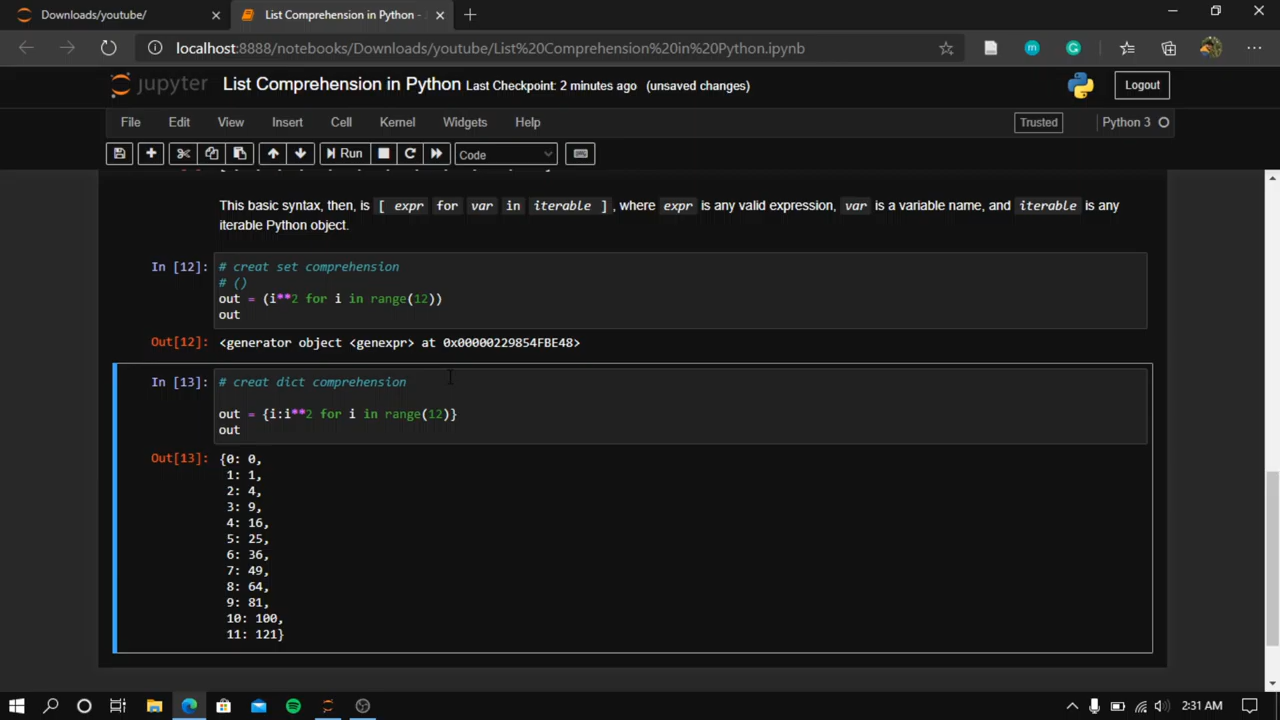 Downloads/youtube/
List Comprehension in Python -
localhost:8888/notebooks/Downloads/youtube/List%20Comprehension%20in%20Python.ipynb
jupyter List Comprehension in Python Last Checkpoint: 2 minutes ago (unsaved changes)
Logout
File Edit View Insert Cell Kernel Widgets Help
Trusted
Python 3
Run
Code
This basic syntax, then, is [ expr for var in iterable ], where expr is any valid expression, var is a variable name, and iterable is any
iterable Python object.
In [12]: # creat set comprehension
# ()
out = (i**2 for i in range(12))
out
Out[12]: <generator object <genexpr> at 0x00000229854FBE48>
In [13]: # creat dict comprehension
out = {i:i**2 for i in range(12)}
out
Out[13]: {0: 0,
1: 1,
2: 4,
3: 9,
4: 16,
5: 25,
6: 36,
7: 49,
8: 64,
9: 81,
10: 100,
11: 121}
2:31 AM